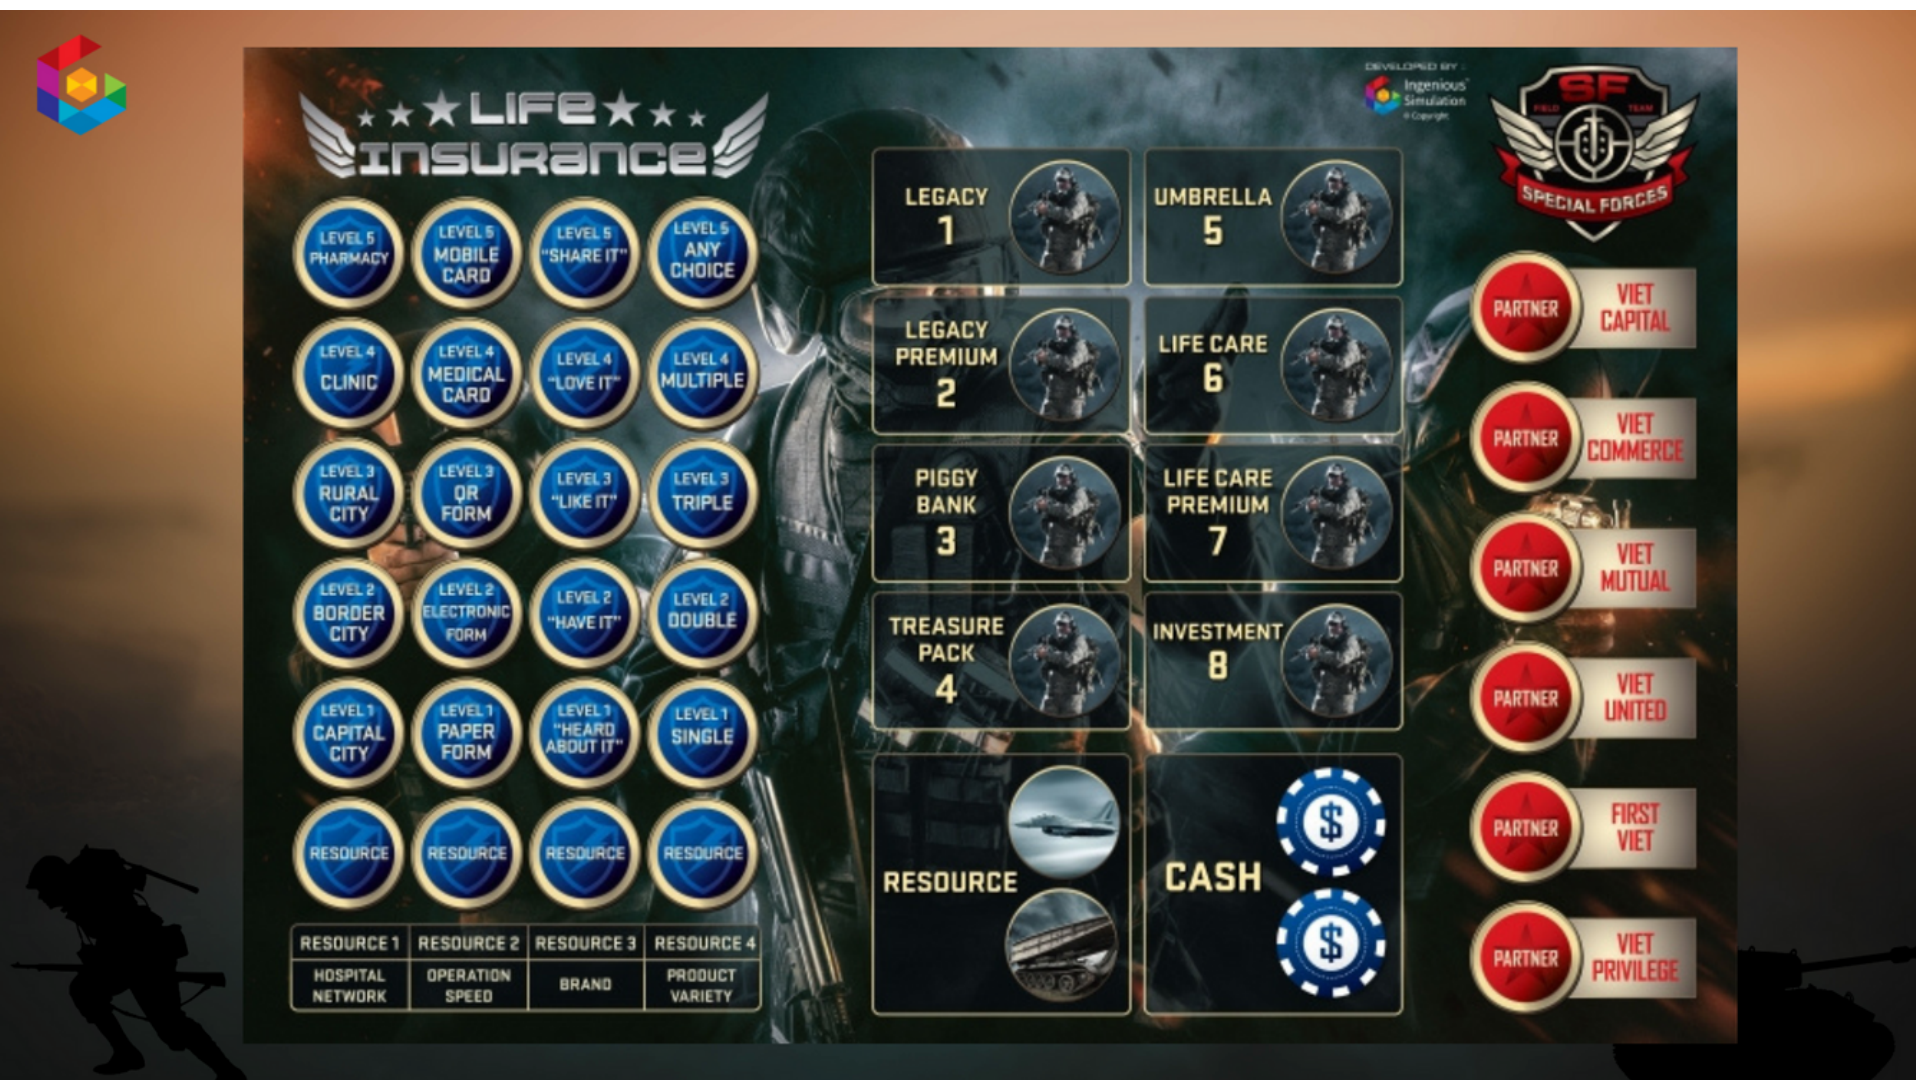 LIFE
INSURANCE
LEVEL 5
PHARMACY
LEVEL 5
MOBILE
CARD
LEVEL 5
"SHARE IT"
LEVEL 5
ANY
CHOICE
LEVEL 4
CLINIC
LEVEL 4
MEDICAL
CARD
LEVEL 4
"LOVE IT"
LEVEL 4
MULTIPLE
LEVEL 3
RURAL
CITY
LEVEL 3
QR
FORM
LEVEL 3
"LIKE IT"
LEVEL 3
TRIPLE
LEVEL 2
BORDER
CITY
LEVEL 2
ELECTRONIC
FORM
LEVEL 2
"HAVE IT"
LEVEL 2
DOUBLE
LEVEL 1
CAPITAL
CITY
LEVEL 1
PAPER
FORM
LEVEL 1
"HEARD
ABOUT IT"
LEVEL 1
SINGLE
RESOURCE
RESOURCE
RESOURCE
RESOURCE
RESOURCE 1
RESOURCE 2
RESOURCE 3
RESOURCE 4
HOSPITAL
NETWORK
OPERATION
SPEED
BRAND
PRODUCT
VARIETY
LEGACY
1
UMBRELLA
5
LEGACY
PREMIUM
2
LIFE CARE
6
PIGGY
BANK
3
LIFE CARE
PREMIUM
7
TREASURE
PACK
4
INVESTMENT
8
RESOURCE
CASH
$
$
DEVELOPED BY :
Ingenious
Simulation
© Copyright
SF
FIELD TEAM
SPECIAL FORCES
PARTNER
VIET
CAPITAL
PARTNER
VIET
COMMERCE
PARTNER
VIET
MUTUAL
PARTNER
VIET
UNITED
PARTNER
FIRST
VIET
PARTNER
VIET
PRIVILEGE